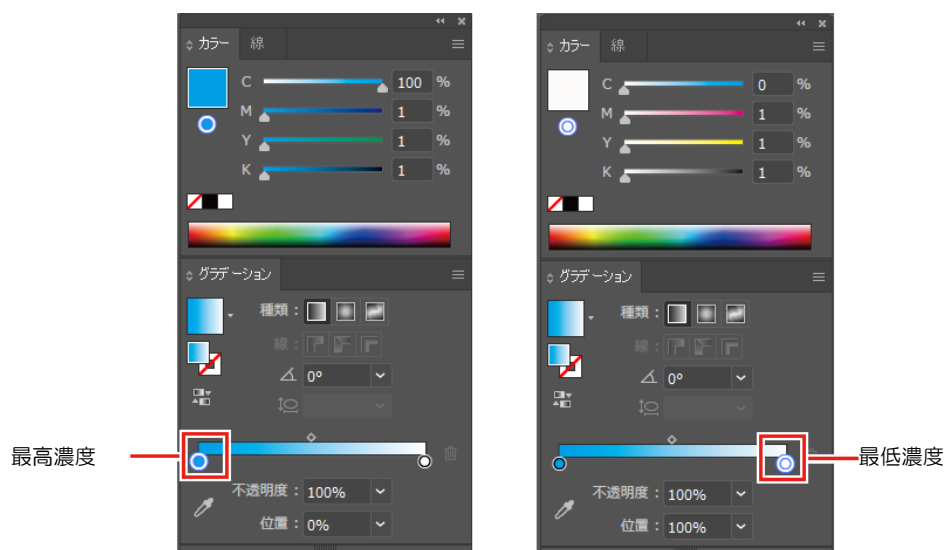 カラー 線
C 100 %
M 1 %
Y 1 %
K 1 %
グラデーション
種類：
線：
0°
最高濃度
不透明度： 100%
位置： 0%
カラー 線
C 0 %
M 1 %
Y 1 %
K 1 %
グラデーション
種類：
線：
0°
最低濃度
不透明度： 100%
位置： 100%